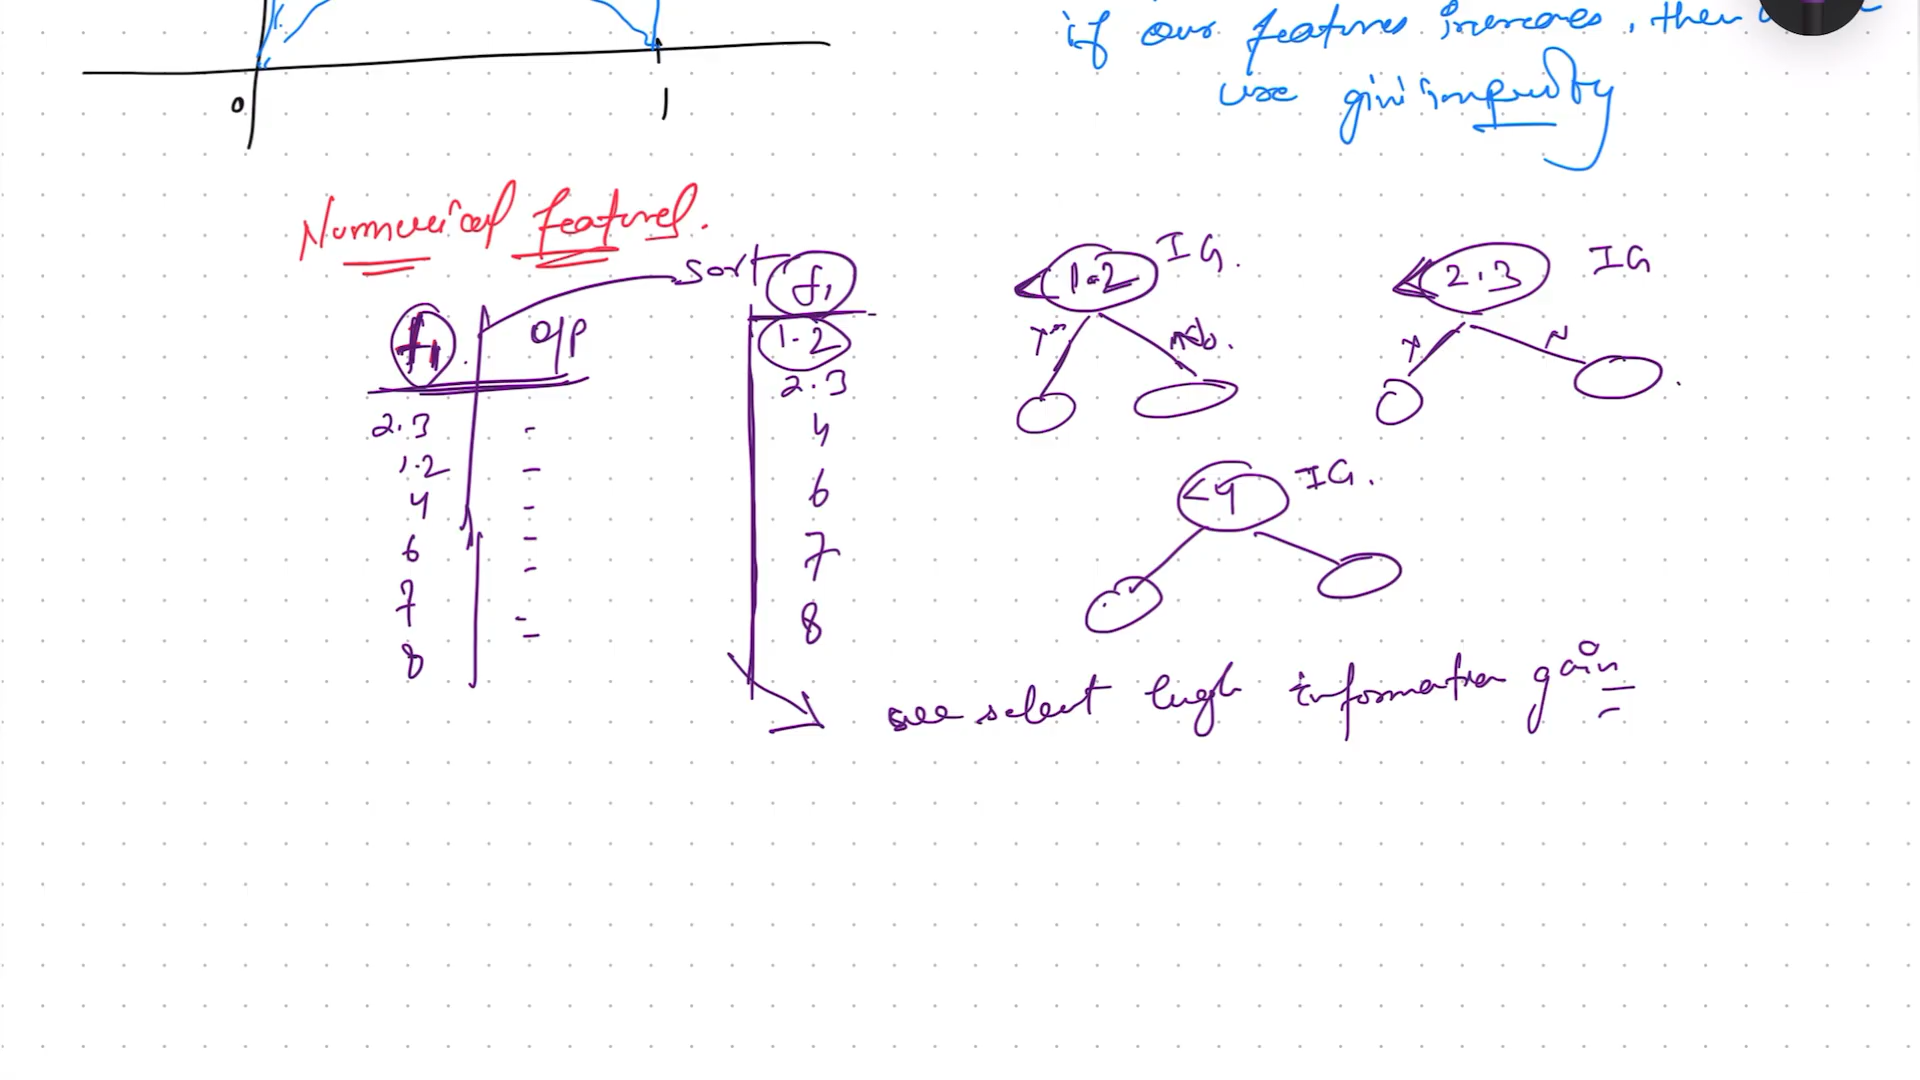 if our features increases, then
use gini impurity
0
1
Numerical features.
sort f1
f1 o/p
2.3 -
1.2 -
4 -
6 -
7 -
8 -
1.2
2.3
4
6
7
8
<1.2 IG.
No.
<2.3 IG
Y N
<4 IG.
select high information gain